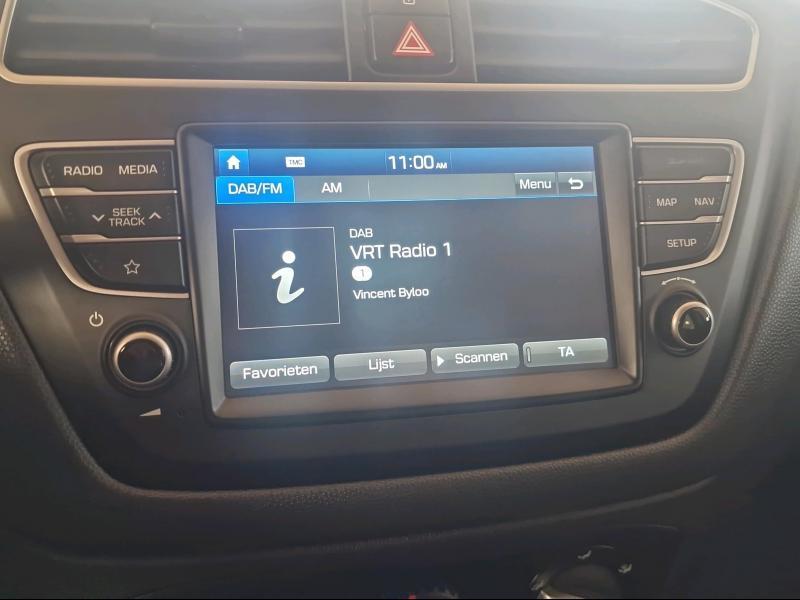 RADIO MEDIA
SEEK
TRACK
TMC 11:00 AM
DAB/FM AM Menu
DAB
VRT Radio 1
1
Vincent Byloo
Favorieten Lijst Scannen TA
MAP NAV
SETUP